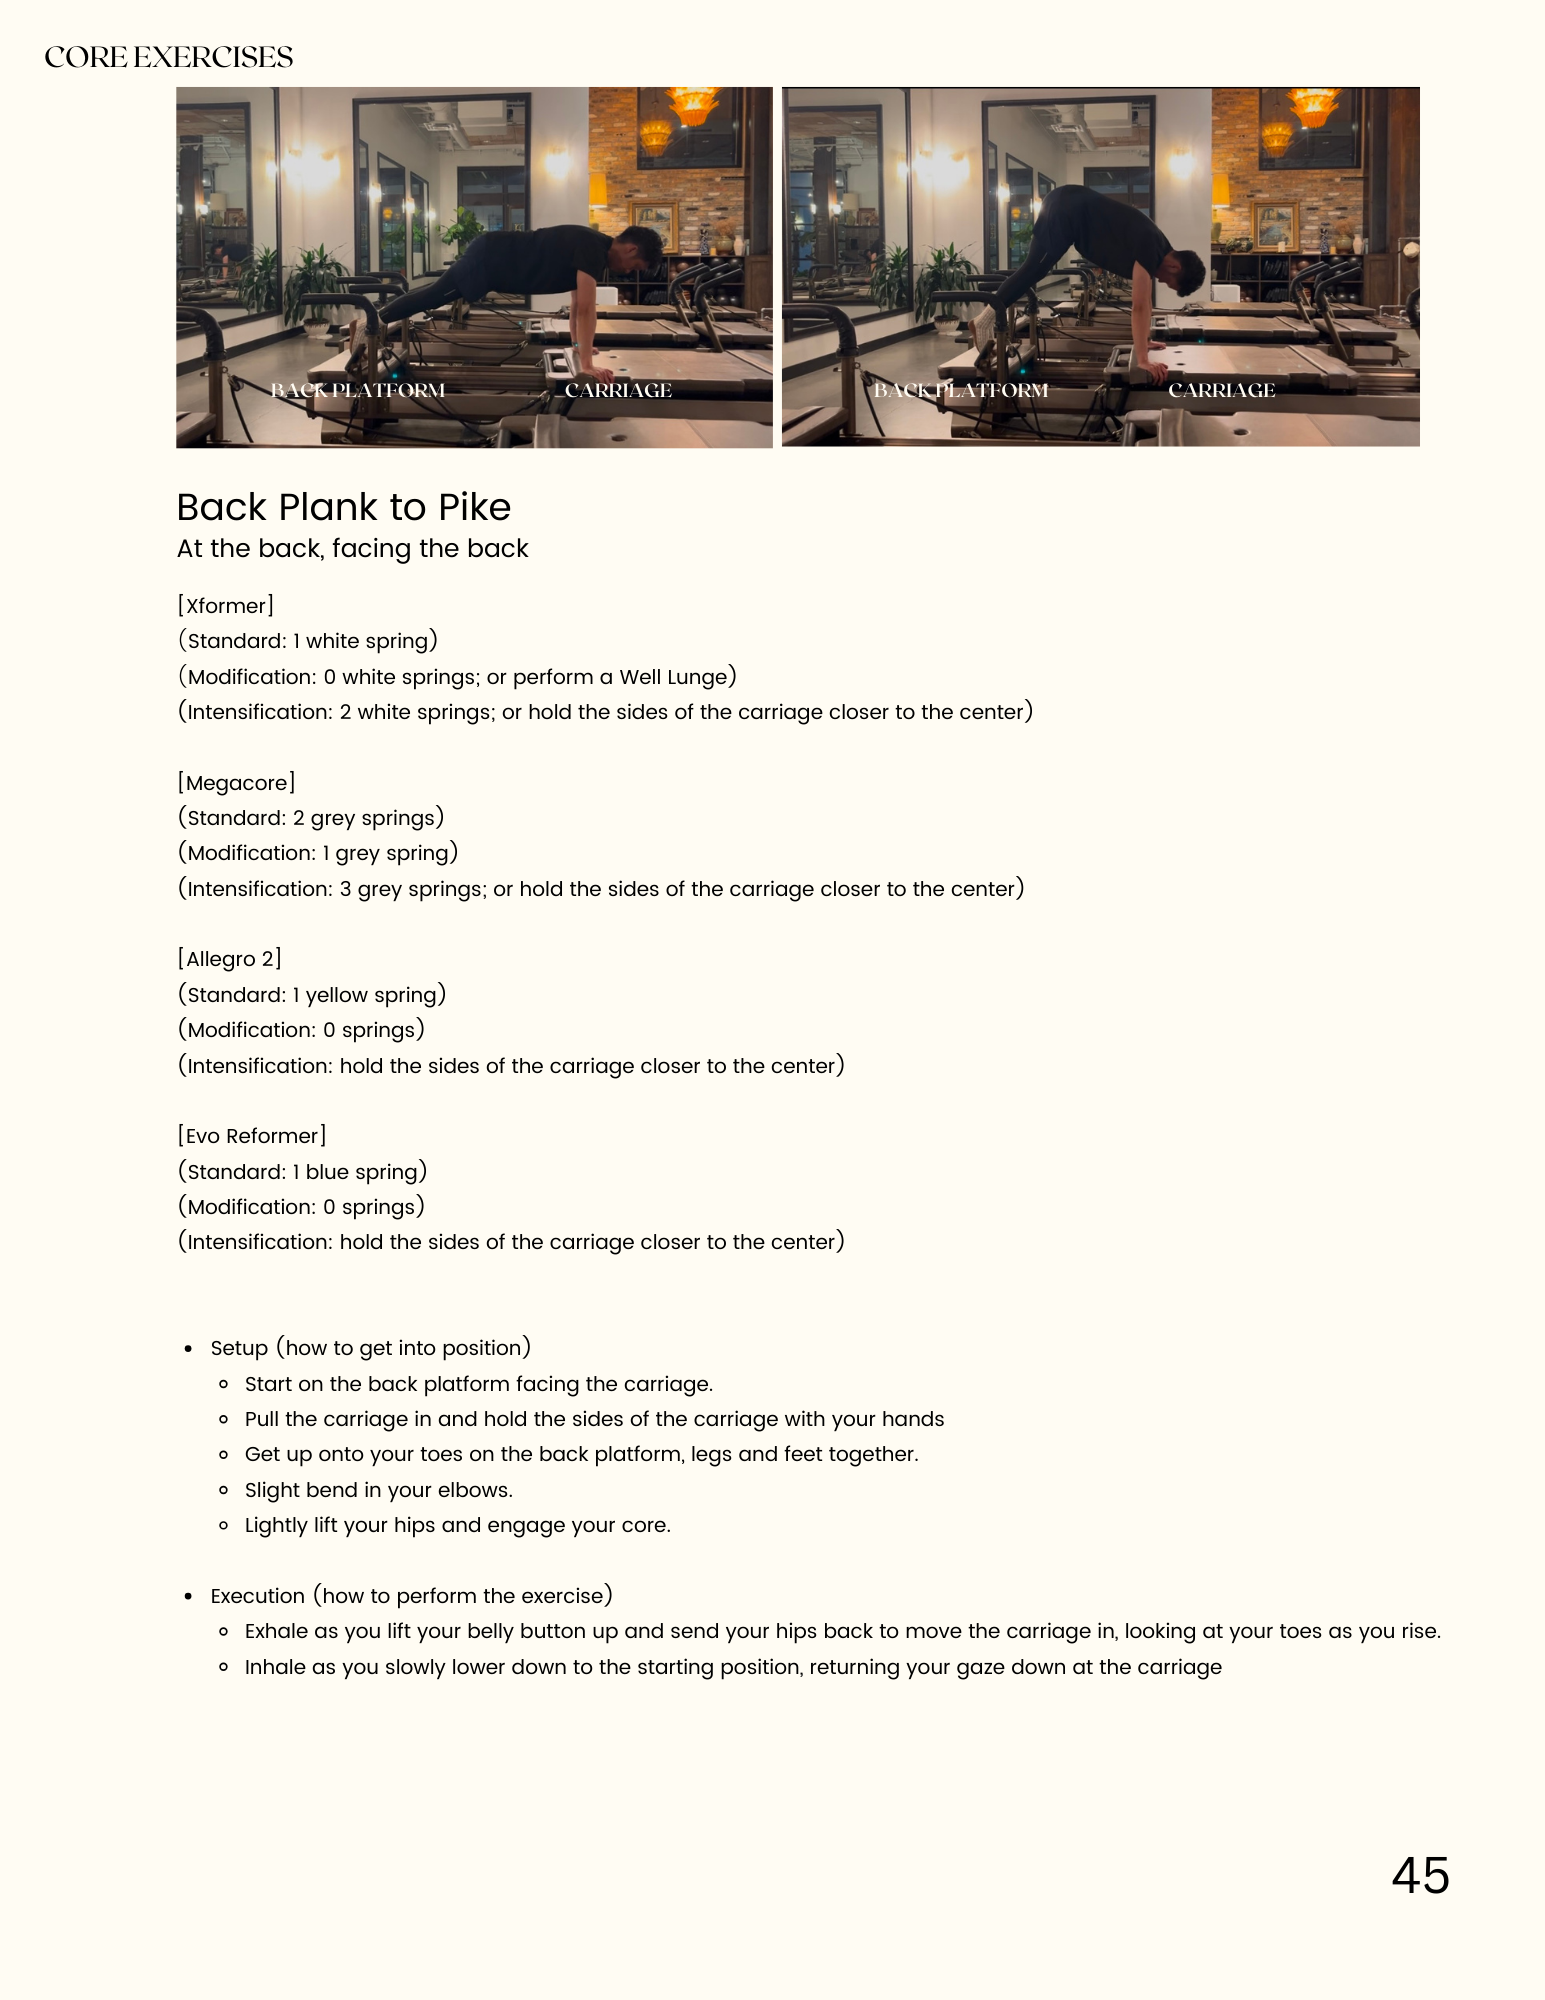 CORE EXERCISES
BACK PLATFORM
CARRIAGE
BACK PLATFORM
CARRIAGE
Back Plank to Pike
At the back, facing the back
[Xformer]
(Standard: 1 white spring)
(Modification: 0 white springs; or perform a Well Lunge)
(Intensification: 2 white springs; or hold the sides of the carriage closer to the center)
[Megacore]
(Standard: 2 grey springs)
(Modification: 1 grey spring)
(Intensification: 3 grey springs; or hold the sides of the carriage closer to the center)
[Allegro 2]
(Standard: 1 yellow spring)
(Modification: 0 springs)
(Intensification: hold the sides of the carriage closer to the center)
[Evo Reformer]
(Standard: 1 blue spring)
(Modification: 0 springs)
(Intensification: hold the sides of the carriage closer to the center)
• Setup (how to get into position)
◦ Start on the back platform facing the carriage.
◦ Pull the carriage in and hold the sides of the carriage with your hands
◦ Get up onto your toes on the back platform, legs and feet together.
◦ Slight bend in your elbows.
◦ Lightly lift your hips and engage your core.
• Execution (how to perform the exercise)
◦ Exhale as you lift your belly button up and send your hips back to move the carriage in, looking at your toes as you rise.
◦ Inhale as you slowly lower down to the starting position, returning your gaze down at the carriage
45